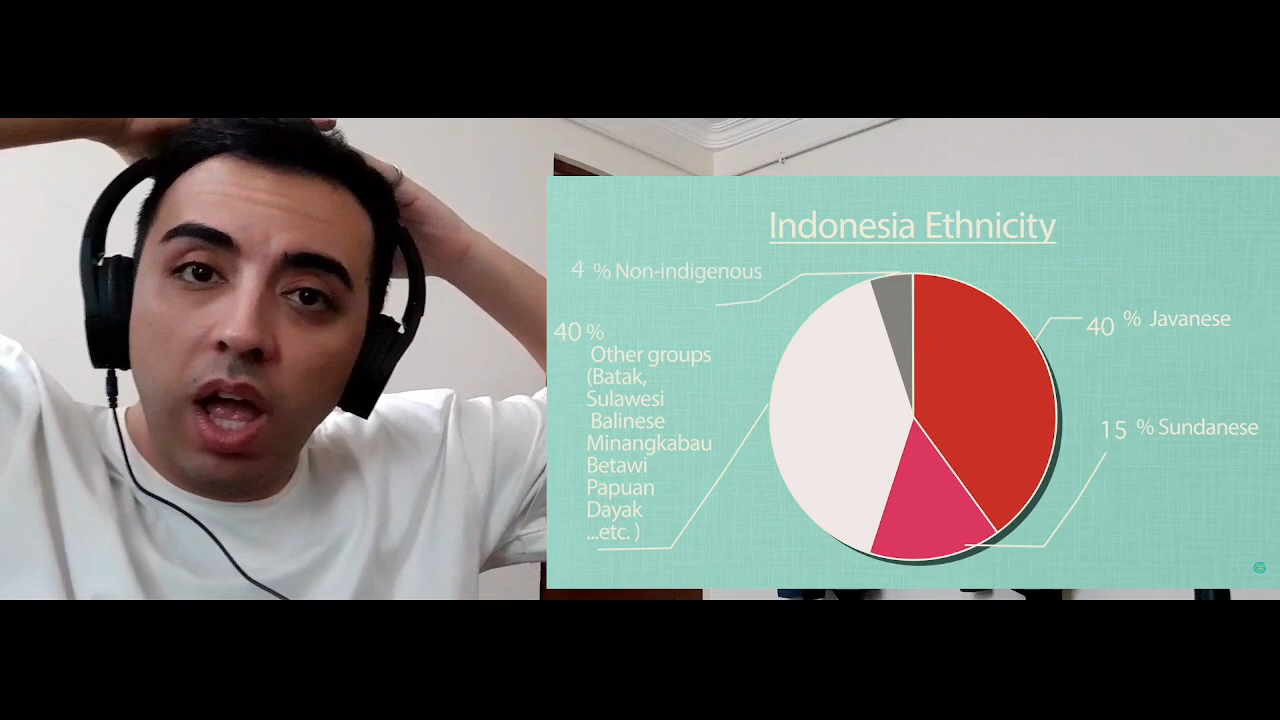 Indonesia Ethnicity
4 % Non-indigenous
40 %
Other groups
(Batak,
Sulawesi
Balinese
Minangkabau
Betawi
Papuan
Dayak
...etc. )
40 % Javanese
15 % Sundanese